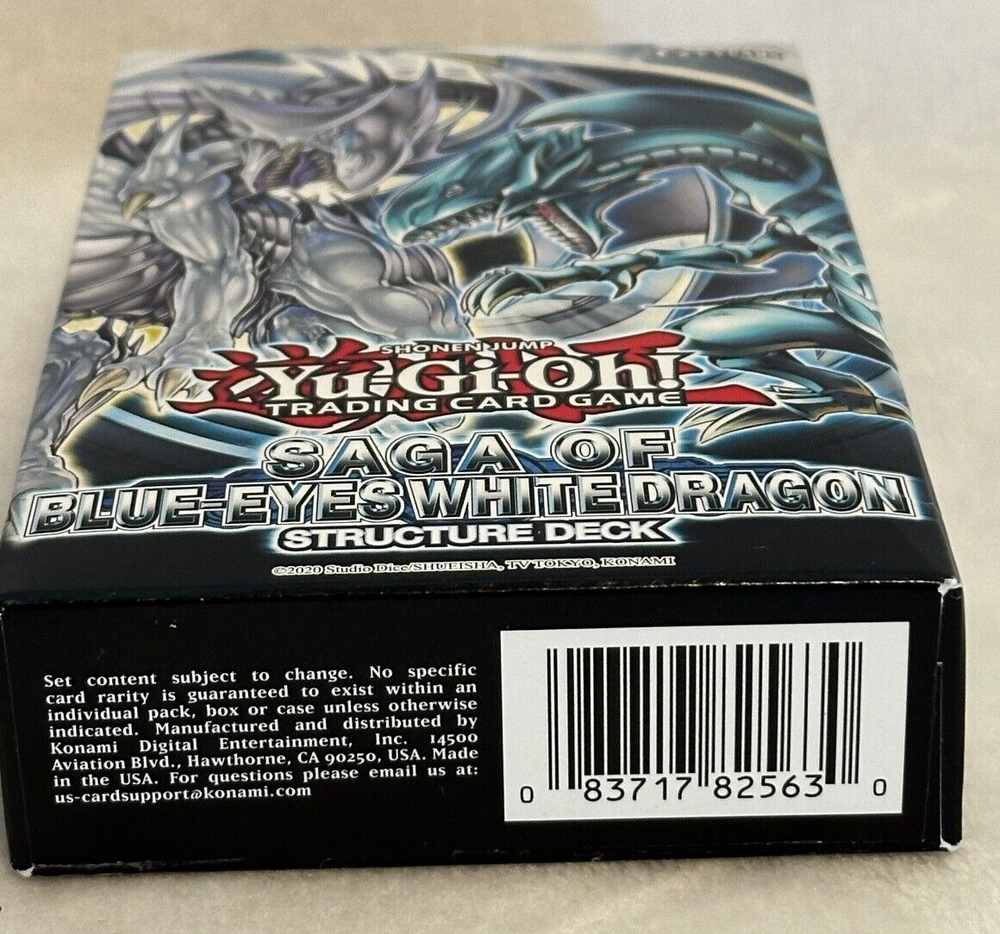 SHONEN JUMP
Yu-Gi-Oh!
TRADING CARD GAME
SAGA OF
BLUE-EYES WHITE DRAGON
STRUCTURE DECK
©2020 Studio Dice/SHUEISHA, TV TOKYO, KONAMI
Set content subject to change. No specific
card rarity is guaranteed to exist within an
individual pack, box or case unless otherwise
indicated. Manufactured and distributed by
Konami Digital Entertainment, Inc. 14500
Aviation Blvd., Hawthorne, CA 90250, USA. Made
in the USA. For questions please email us at:
us-cardsupport@konami.com
0 83717 82563 0